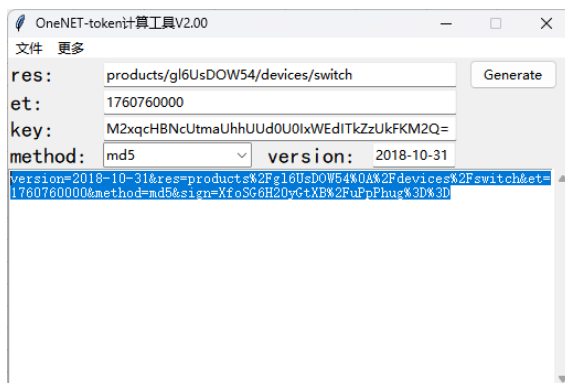 OneNET-token计算工具V2.00
文件 更多
res: products/gl6UsDOW54/devices/switch Generate
et: 1760760000
key: M2xqcHBNcUtmaUhhUUd0U0IxWEdITkZzUkFKM2Q=
method: md5 version: 2018-10-31
version=2018-10-31&res=products%2Fgl6UsDOW54%0A%2Fdevices%2Fswitch&et=
1760760000&method=md5&sign=XfoSG6H20yGtXB%2FuPpPhug%3D%3D